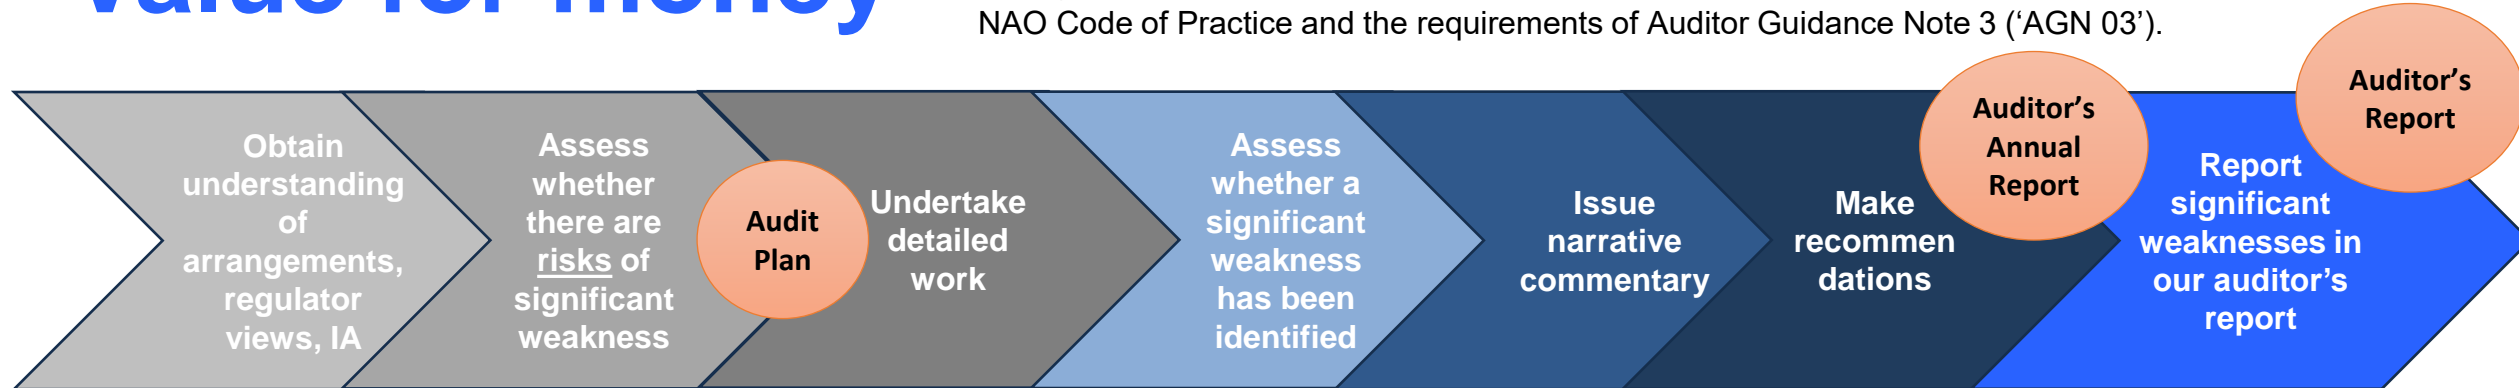 value for money
NAO Code of Practice and the requirements of Auditor Guidance Note 3 (‘AGN 03’).
Obtain
understanding
of
arrangements,
regulator
views, IA
Assess
whether
there are
risks of
significant
weakness
Audit
Plan
Undertake
detailed
work
Assess
whether a
significant
weakness
has been
identified
Issue
narrative
commentary
Make
recommen
dations
Auditor’s
Annual
Report
Report
significant
weaknesses in
our auditor’s
report
Auditor’s
Report